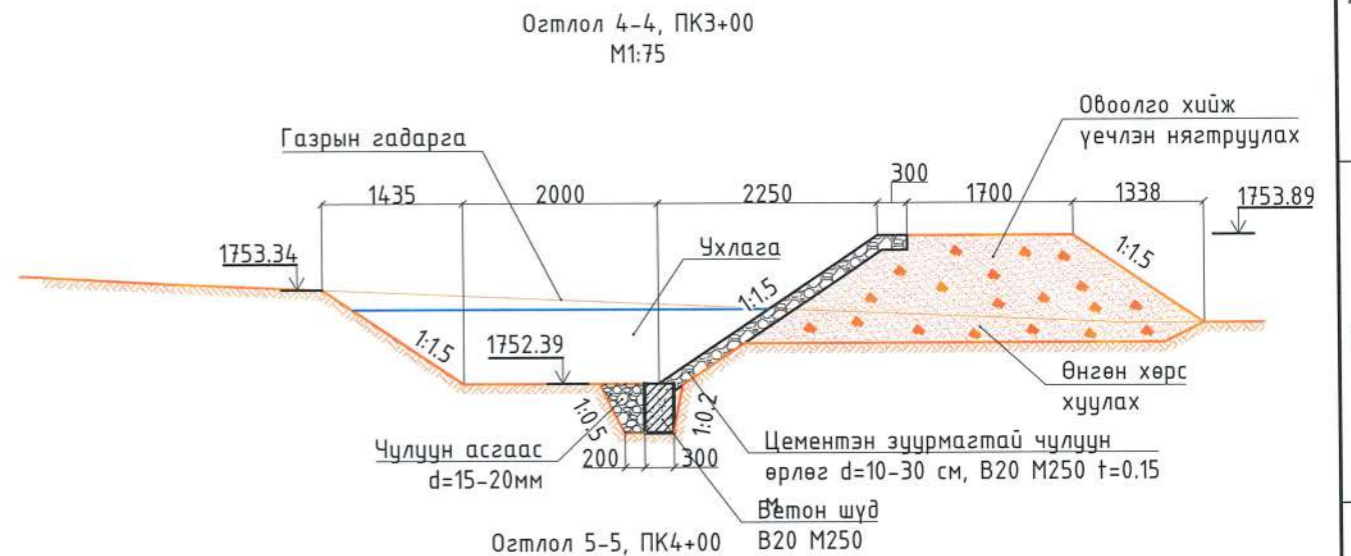 Огтлол 4-4, ПК3+00
М1:75
Овоолго хийж
үечлэн нягтруулах
Газрын гадарга
300
1435
2000
2250
1700
1338
1753.89
1753.34
Ухлага
1:1.5
1:1.5
1:1.5
1752.39
Өнгөн хөрс
хуулах
1:0.5
1:0.2
Чулуун асгаас
d=15-20мм
200
300
Цементэн зуурмагтай чулуун
өрлөг d=10-30 см, B20 M250 t=0.15
м
Бетон шүд
B20 M250
Огтлол 5-5, ПК4+00